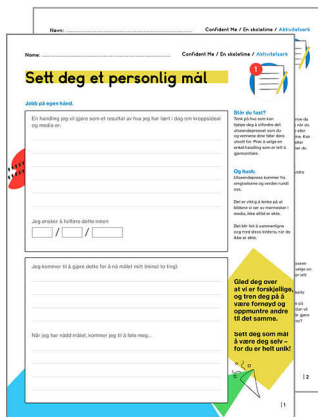 Navn:
Confident Me / En skoletime / Aktivitetsark
Name:
Confident Me / En skoletime / Aktivitetsark
1
Sett deg et personlig mål
Jobb på egen hånd.
En handling jeg vil gjøre som et resultat av hva jeg har lært i dag om kroppsideal
og media er:
Jeg ønsker å fullføre dette innen
/ /
Står du fast?
Tenk på hva som kan
hjelpe deg å utfordre det
utseendepresset som du
og vennene dine føler dere
utsatt for. Prøv å velge en
enkel handling som er lett å
gjennomføre.
Og husk:
Utseendepress kommer fra
omgivelsene og verden rundt
oss.
Det er viktig å tenke på at
bildene vi ser av mennesker i
media, ikke alltid er ekte.
Det blir feil å sammenligne
seg med disse bildene, når de
ikke er ekte.
Jeg kommer til å gjøre dette for å nå målet mitt (minst to ting):
Når jeg har nådd målet, kommer jeg til å føle meg...
Gled deg over
at vi er forskjellige,
og tren deg på å
være fornøyd og
oppmuntre andre
til det samme.
Sett deg som mål
å være deg selv –
for du er helt unik!
|1
|2